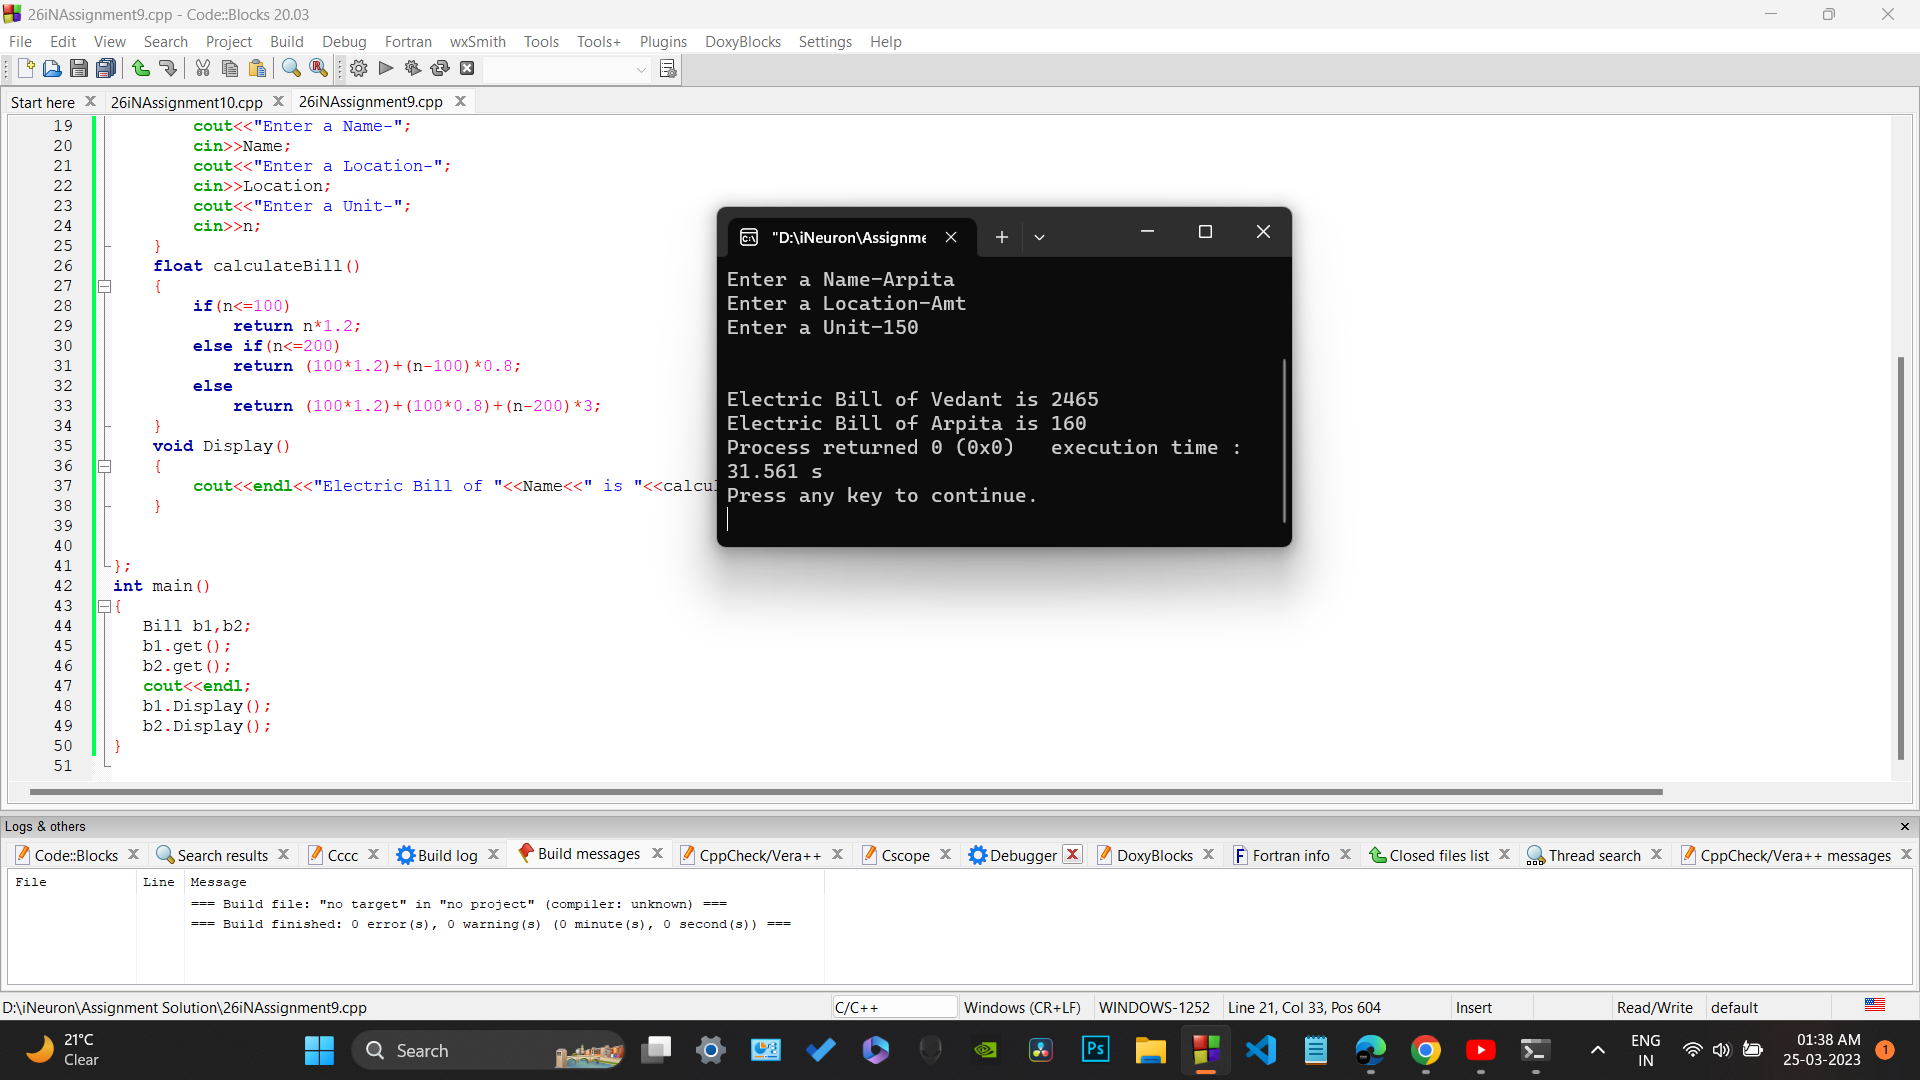 26iNAssignment9.cpp - Code::Blocks 20.03
File Edit View Search Project Build Debug Fortran wxSmith Tools Tools+ Plugins DoxyBlocks Settings Help
Start here 26iNAssignment10.cpp 26iNAssignment9.cpp
19 cout<<"Enter a Name-";
20 cin>>Name;
21 cout<<"Enter a Location-";
22 cin>>Location;
23 cout<<"Enter a Unit-";
24 cin>>n;
25 }
26 float calculateBill()
27 {
28 if(n<=100)
29 return n*1.2;
30 else if(n<=200)
31 return (100*1.2)+(n-100)*0.8;
32 else
33 return (100*1.2)+(100*0.8)+(n-200)*3;
34 }
35 void Display()
36 {
37 cout<<endl<<"Electric Bill of "<<Name<<" is "<<calcul
38 }
39
40
41 };
42 int main()
43 {
44 Bill b1,b2;
45 b1.get();
46 b2.get();
47 cout<<endl;
48 b1.Display();
49 b2.Display();
50 }
51
"D:\iNeuron\Assignme
Enter a Name-Arpita
Enter a Location-Amt
Enter a Unit-150
Electric Bill of Vedant is 2465
Electric Bill of Arpita is 160
Process returned 0 (0x0) execution time :
31.561 s
Press any key to continue.
Logs & others
Code::Blocks Search results Cccc Build log Build messages CppCheck/Vera++ Cscope Debugger DoxyBlocks Fortran info Closed files list Thread search CppCheck/Vera++ messages
File Line Message
=== Build file: "no target" in "no project" (compiler: unknown) ===
=== Build finished: 0 error(s), 0 warning(s) (0 minute(s), 0 second(s)) ===
D:\iNeuron\Assignment Solution\26iNAssignment9.cpp C/C++ Windows (CR+LF) WINDOWS-1252 Line 21, Col 33, Pos 604 Insert Read/Write default
21°C
Clear
Search
Ps
ENG
IN
01:38 AM
25-03-2023
1